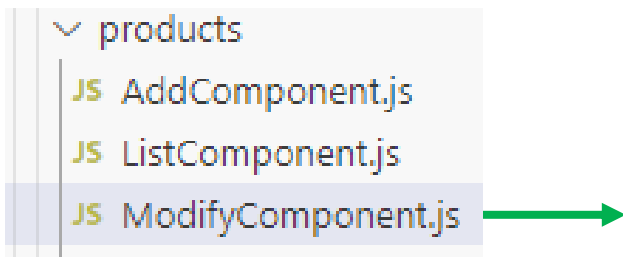 products
JS AddComponent.js
JS ListComponent.js
JS ModifyComponent.js